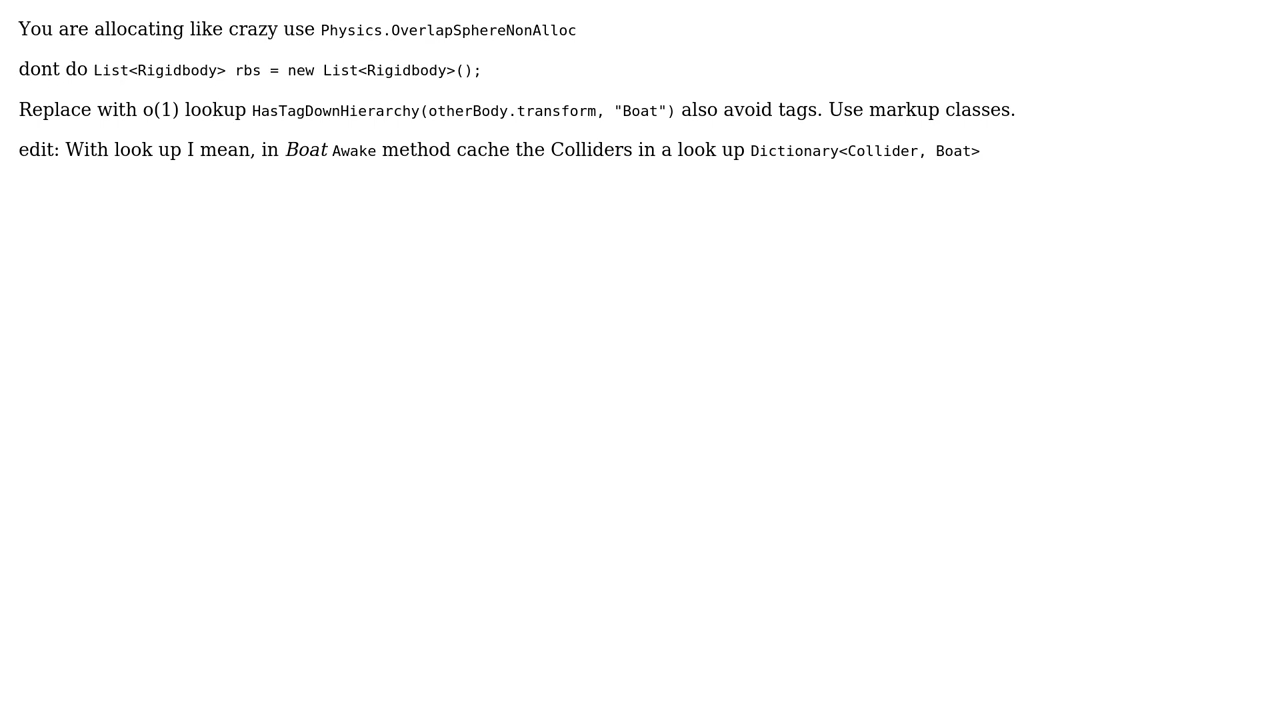 You are allocating like crazy use Physics.OverlapSphereNonAlloc
dont do List<Rigidbody> rbs = new List<Rigidbody>();
Replace with o(1) lookup HasTagDownHierarchy(otherBody.transform, "Boat") also avoid tags. Use markup classes.
edit: With look up I mean, in Boat Awake method cache the Colliders in a look up Dictionary<Collider, Boat>